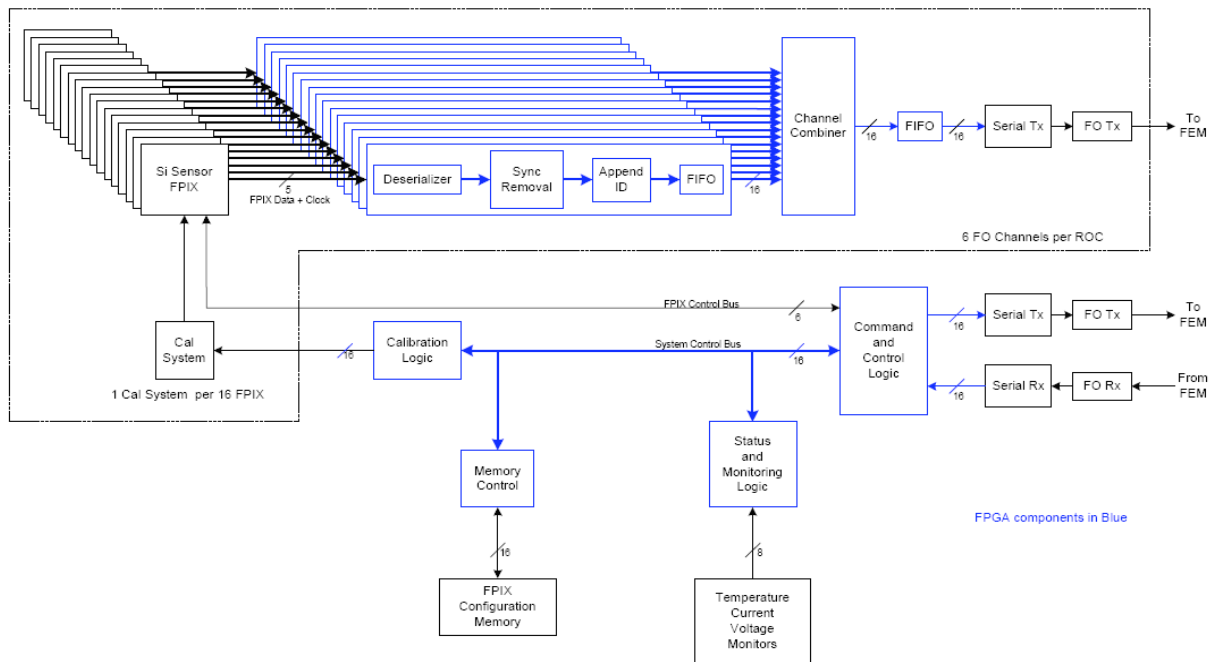 Si Sensor
FPIX
5
FPIX Data + Clock
Deserializer
Sync
Removal
Append
ID
FIFO
16
Channel
Combiner
16
FIFO
16
Serial Tx
FO Tx
To
FEM
6 FO Channels per ROC
FPIX Control Bus
6
Cal
System
16
Calibration
Logic
System Control Bus
16
Command
and
Control
Logic
16
Serial Tx
FO Tx
To
FEM
16
Serial Rx
FO Rx
From
FEM
1 Cal System per 16 FPIX
Memory
Control
Status
and
Monitoring
Logic
FPGA components in Blue
16
8
FPIX
Configuration
Memory
Temperature
Current
Voltage
Monitors